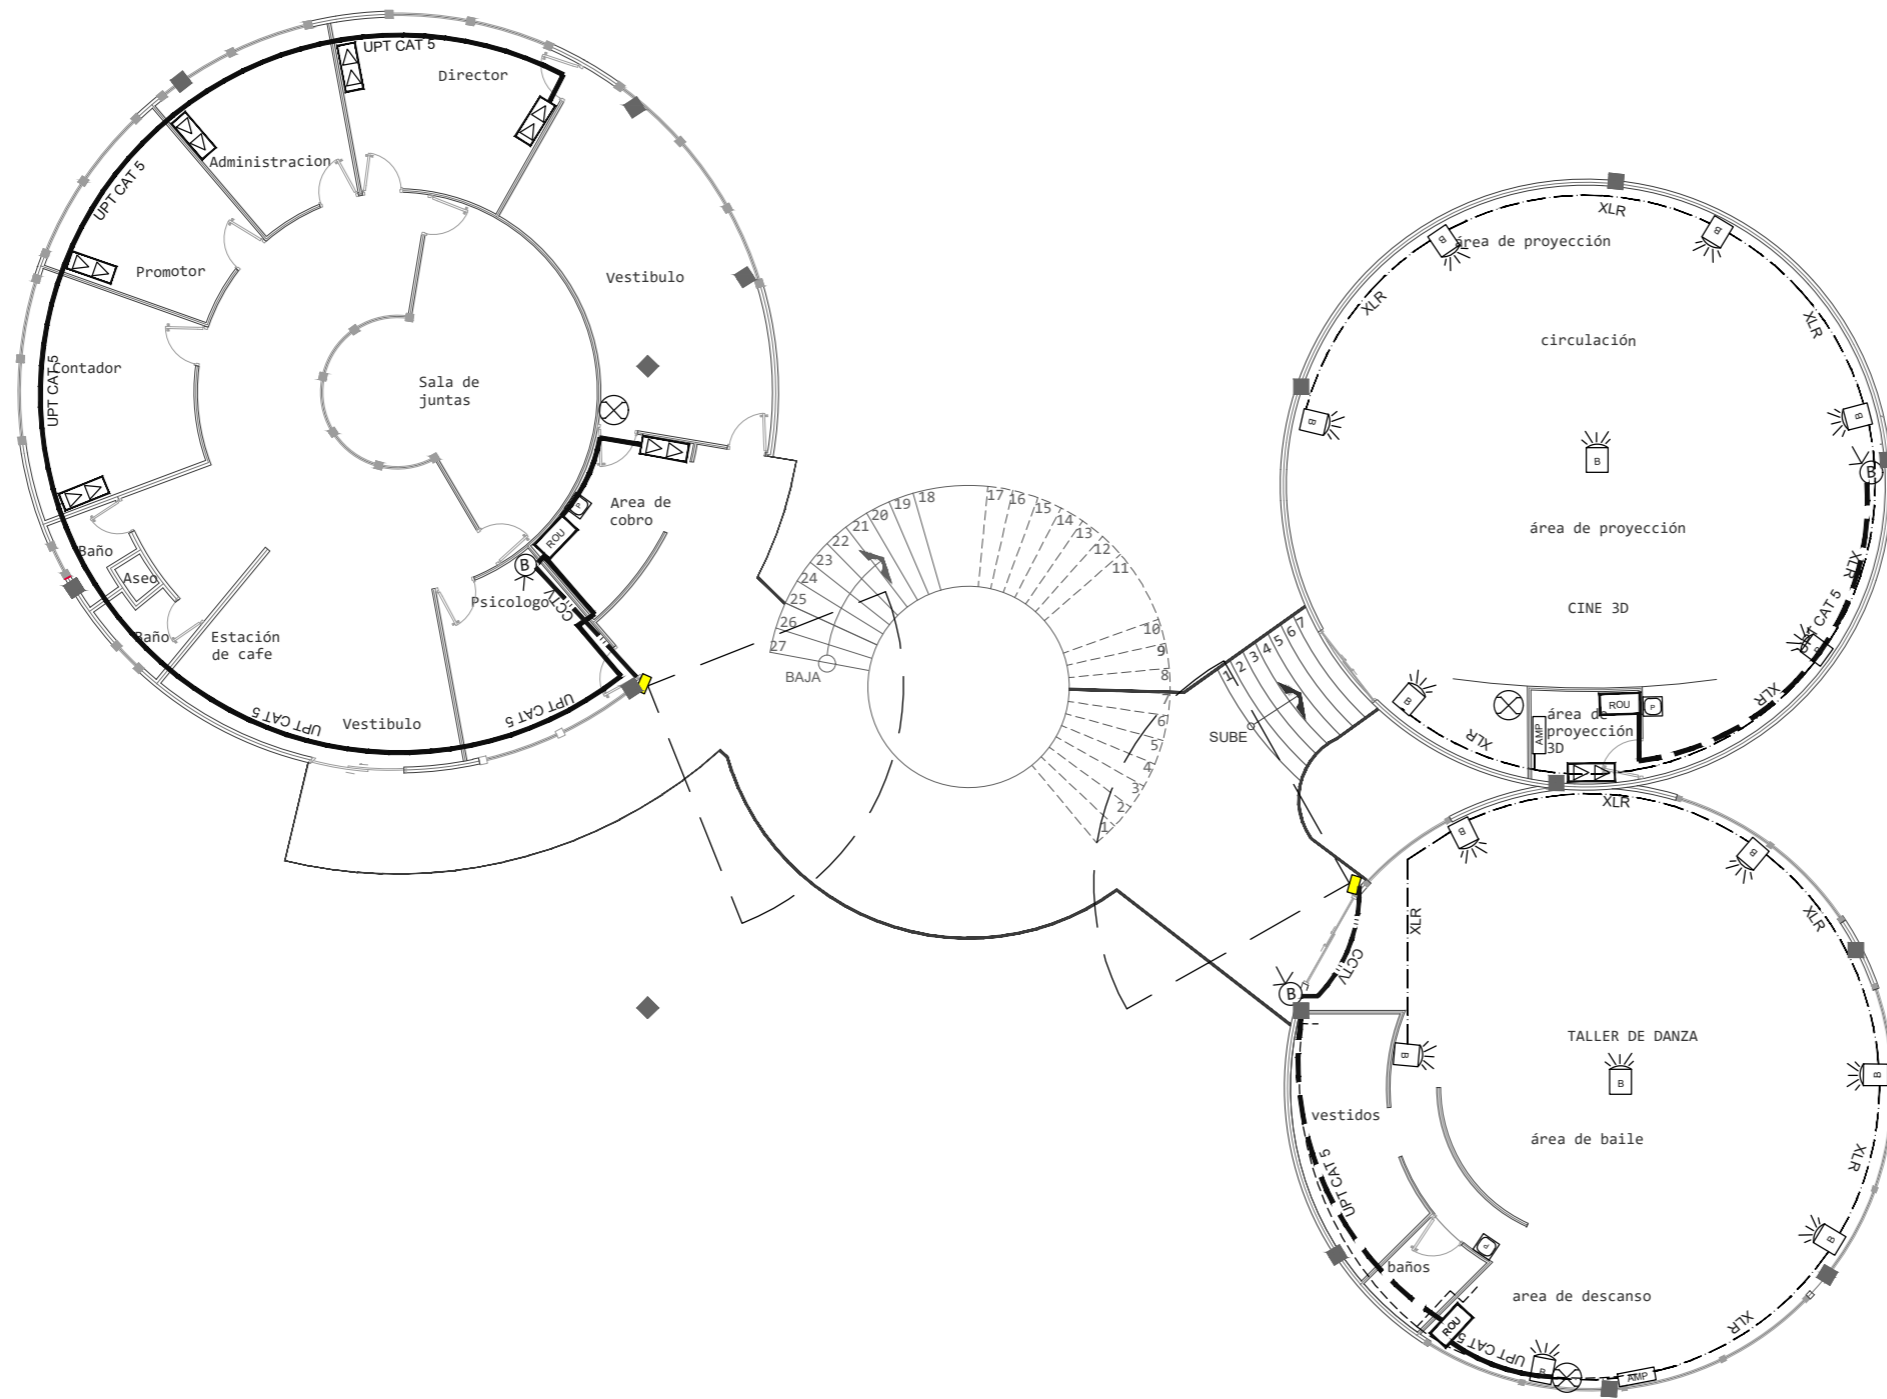 UPT CAT 5
Director
Administracion
UPT CAT 5
Promotor
Vestibulo
UPT CAT 5
Contador
Sala de
juntas
Area de
cobro
P
ROU
B
CCTV
Psicologo
Baño
Aseo
Baño
Estación
de cafe
Vestibulo
UPT CAT 5
UPT CAT 5
27
26
25
24
23
22
21
20
19
18
17
16
15
14
13
12
11
10
9
8
7
6
5
4
3
2
1
BAJA
SUBE
1
2
3
4
5
6
7
XLR
área de proyección
B
B
XLR
XLR
circulación
B
B
B
B
área de proyección
XLR
CINE 3D
UPT CAT 5
B
B
XLR
XLR
ROU
P
AMP
área de
proyección
3D
XLR
B
B
XLR
XLR
CCTV
B
TALLER DE DANZA
B
B
B
vestidos
área de baile
XLR
UPT CAT 5
B
P
baños
area de descanso
XLR
ROU
UPT CAT 5
B
AMP